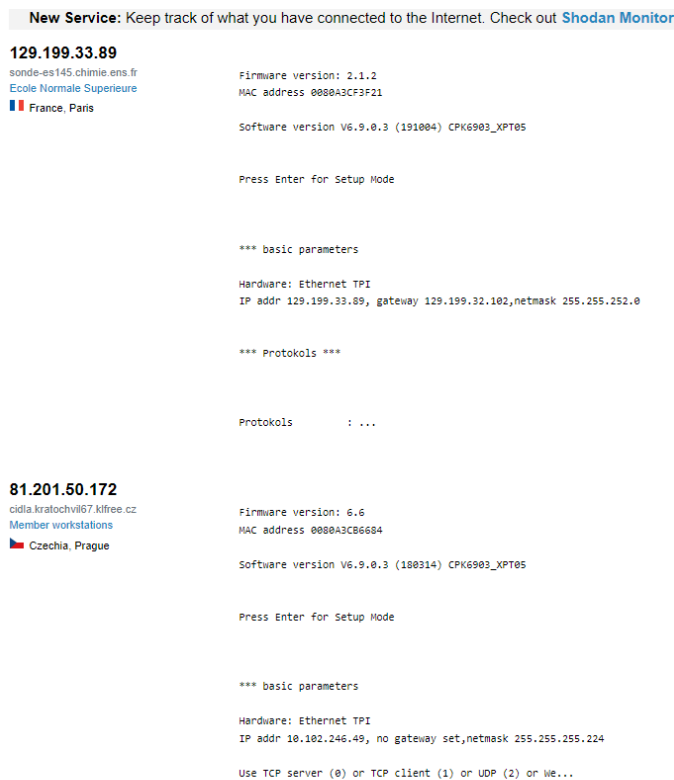 New Service: Keep track of what you have connected to the Internet. Check out Shodan Monitor
129.199.33.89
sonde-es145.chimie.ens.fr
Ecole Normale Superieure
France, Paris
Firmware version: 2.1.2
MAC address 0080A3CF3F21
Software version V6.9.0.3 (191004) CPK6903_XPT05
Press Enter for Setup Mode
*** basic parameters
Hardware: Ethernet TPI
IP addr 129.199.33.89, gateway 129.199.32.102,netmask 255.255.252.0
*** Protokols ***
Protokols : ...
81.201.50.172
cidla.kratochvil67.klfree.cz
Member workstations
Czechia, Prague
Firmware version: 6.6
MAC address 0080A3CB6684
Software version V6.9.0.3 (180314) CPK6903_XPT05
Press Enter for Setup Mode
*** basic parameters
Hardware: Ethernet TPI
IP addr 10.102.246.49, no gateway set,netmask 255.255.255.224
Use TCP server (0) or TCP client (1) or UDP (2) or We...